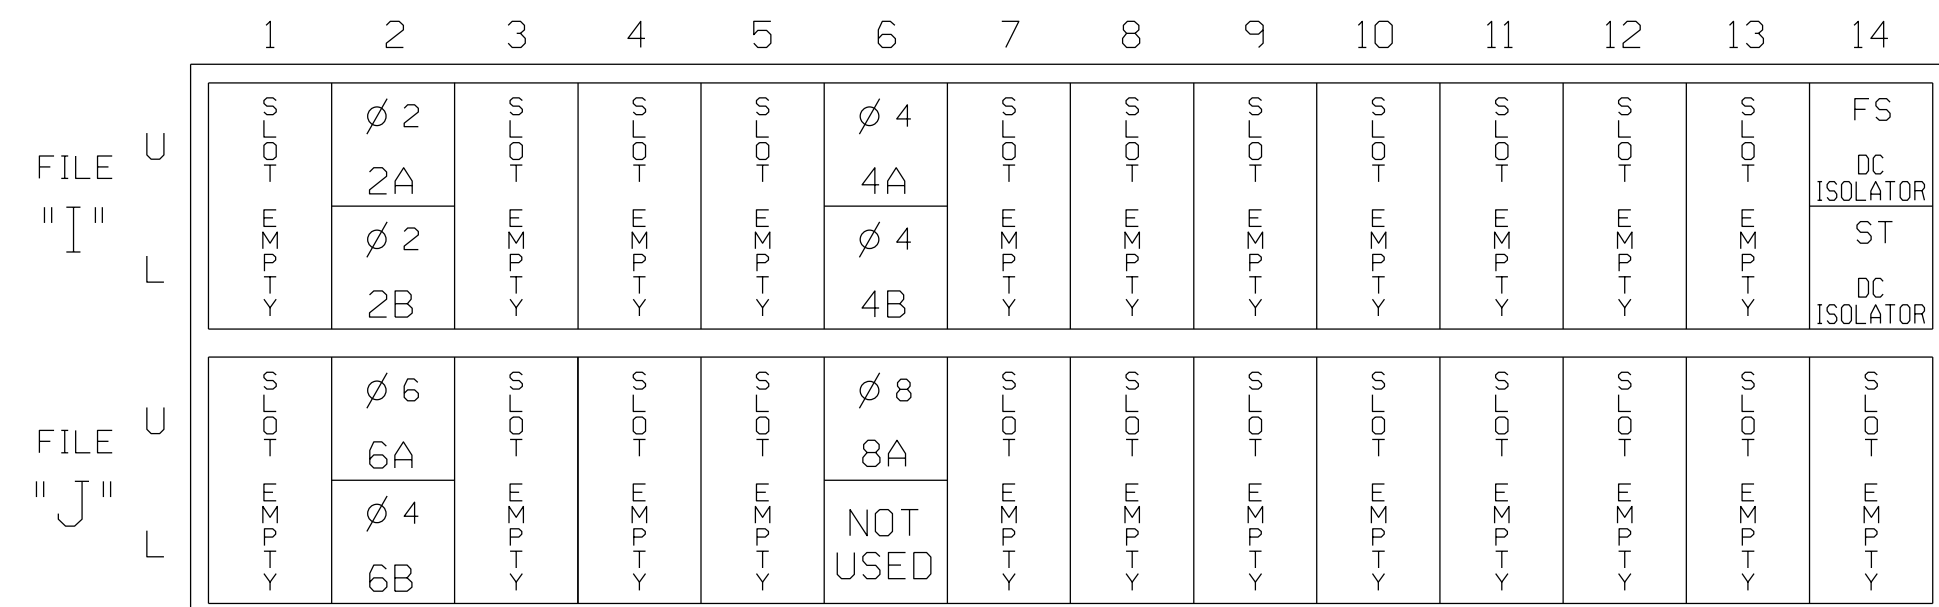 1 2 3 4 5 6 7 8 9 10 11 12 13 14
FILE "I"
U
L
SLOT EMPTY
Ø 2
2A
Ø 2
2B
SLOT EMPTY
SLOT EMPTY
SLOT EMPTY
Ø 4
4A
Ø 4
4B
SLOT EMPTY
SLOT EMPTY
SLOT EMPTY
SLOT EMPTY
SLOT EMPTY
SLOT EMPTY
SLOT EMPTY
FS
DC
ISOLATOR
ST
DC
ISOLATOR
FILE "J"
U
L
SLOT EMPTY
Ø 6
6A
Ø 4
6B
SLOT EMPTY
SLOT EMPTY
SLOT EMPTY
Ø 8
8A
NOT
USED
SLOT EMPTY
SLOT EMPTY
SLOT EMPTY
SLOT EMPTY
SLOT EMPTY
SLOT EMPTY
SLOT EMPTY
SLOT EMPTY